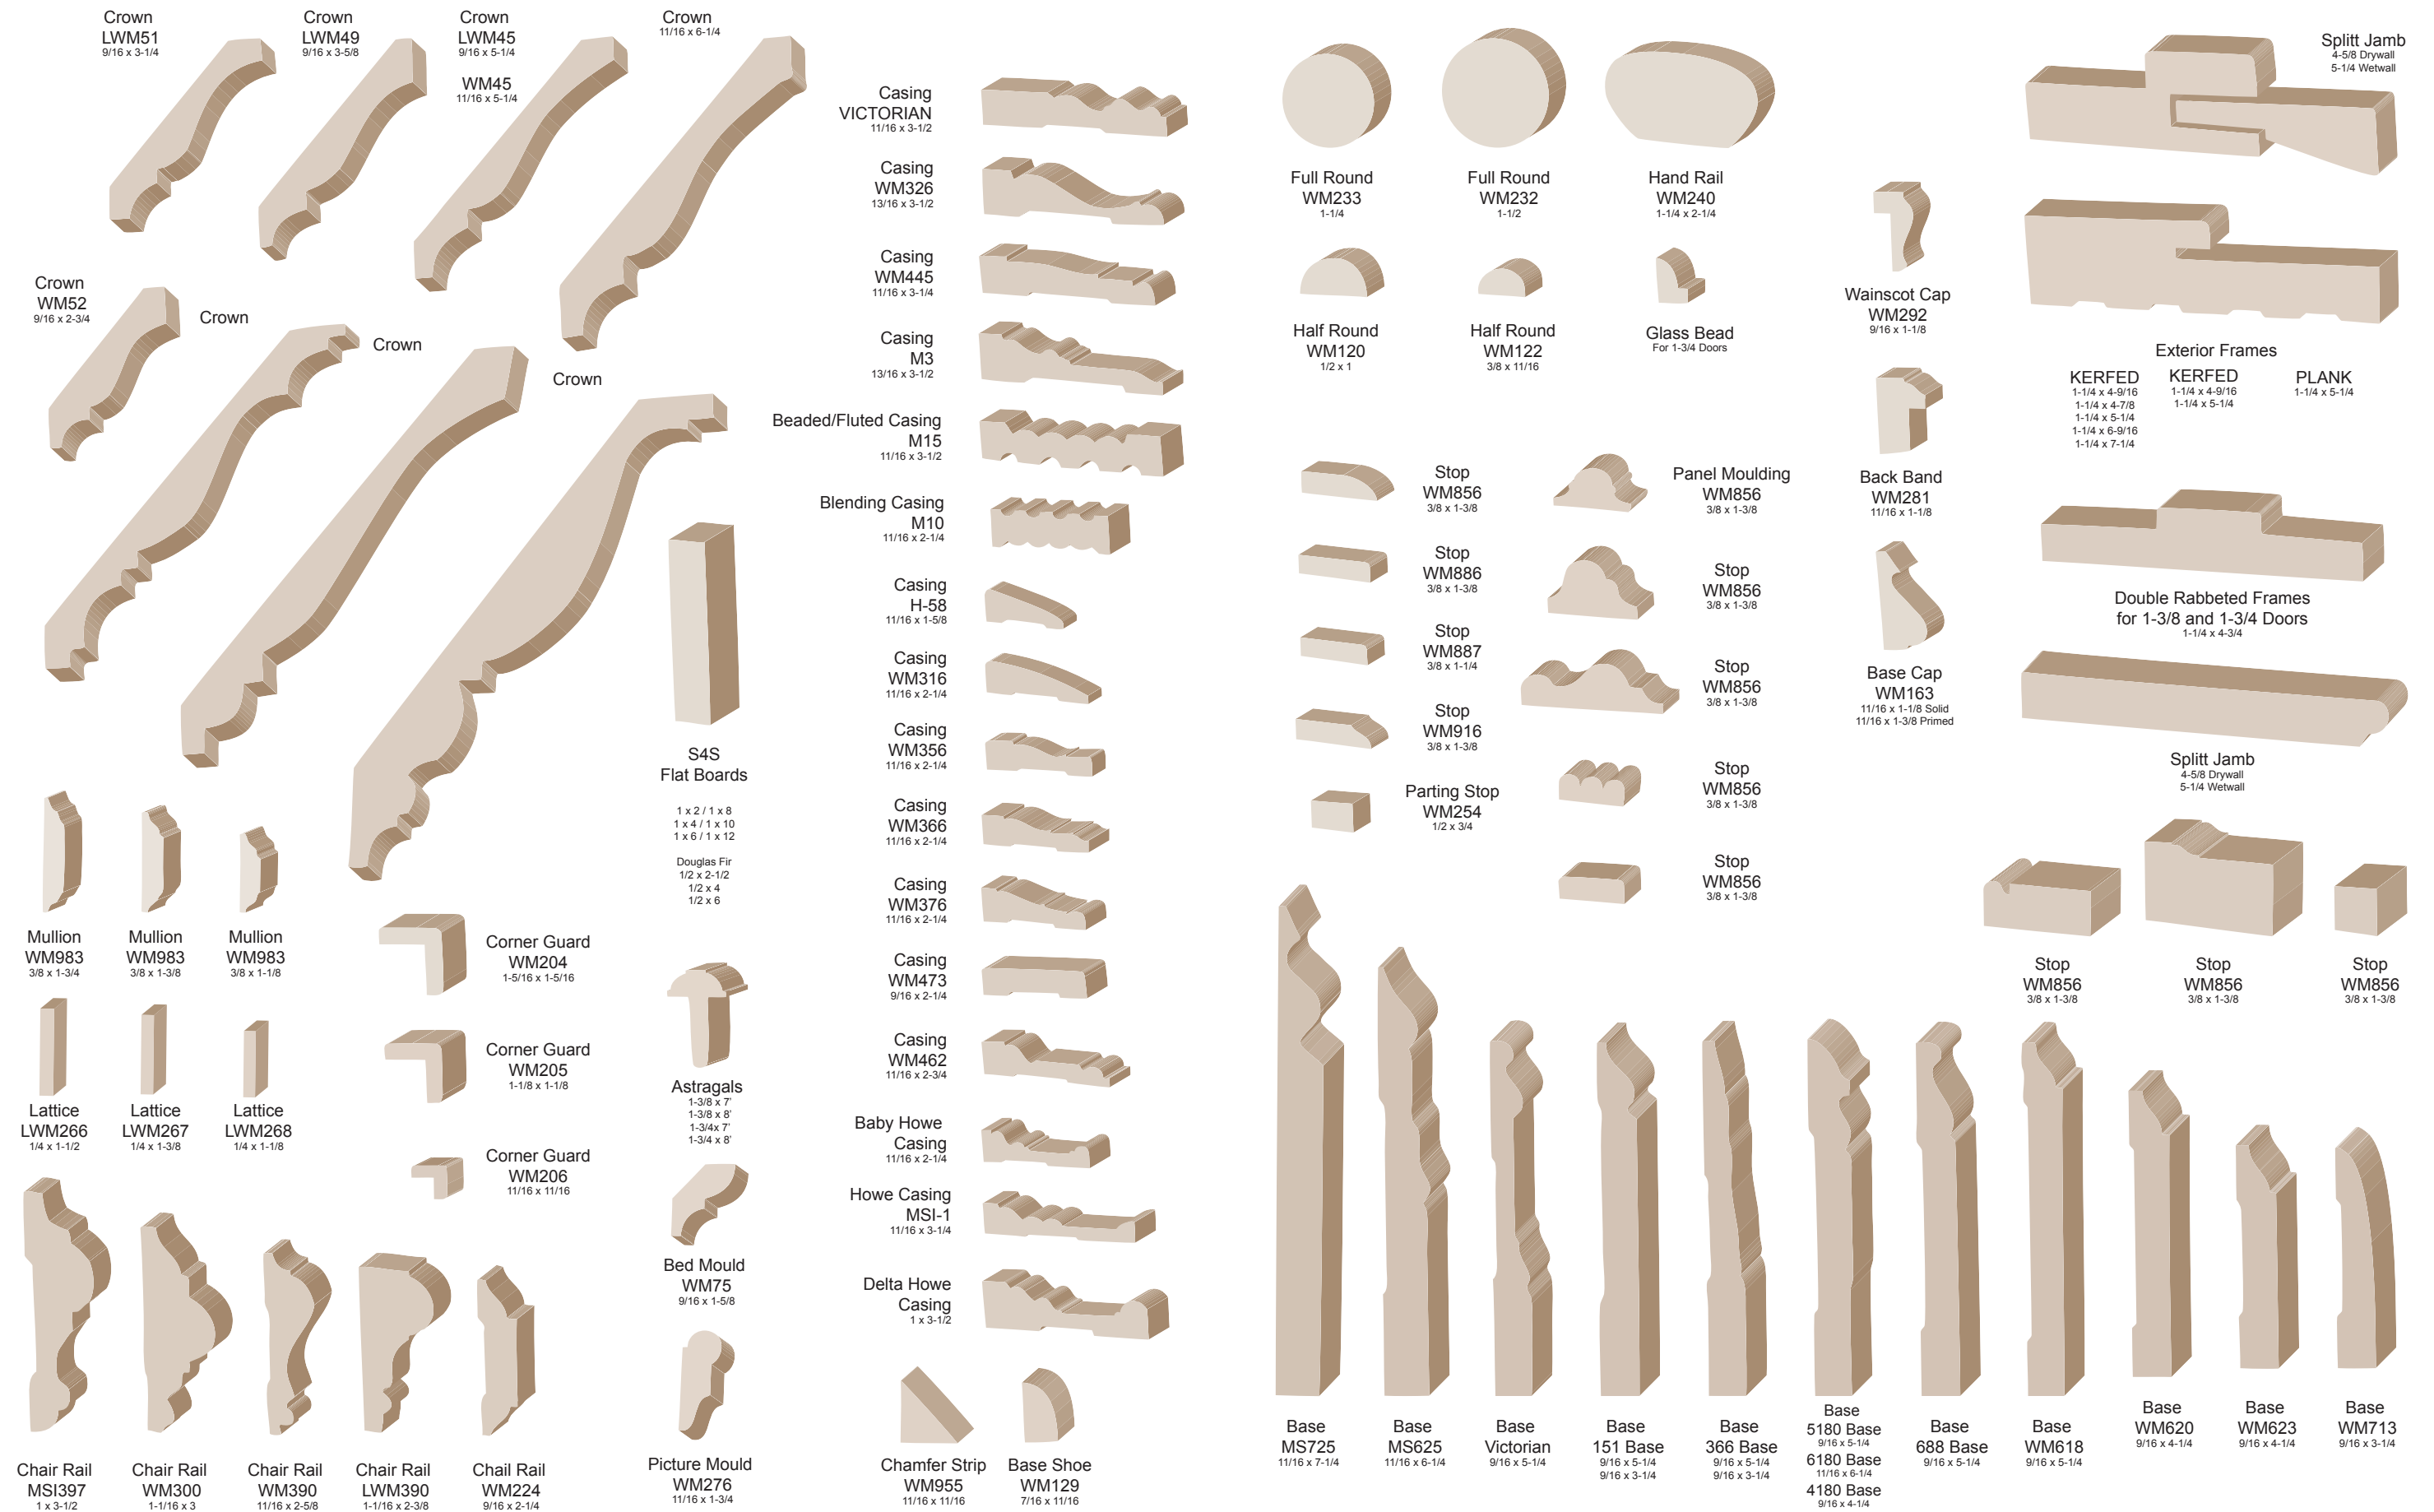 Crown
LWM51
9/16 x 3-1/4
Crown
LWM49
9/16 x 3-5/8
Crown
LWM45
9/16 x 5-1/4
WM45
11/16 x 5-1/4
Crown
11/16 x 6-1/4
Crown
WM52
9/16 x 2-3/4
Crown
Crown
Crown
S4S
Flat Boards
1 x 2 / 1 x 8
1 x 4 / 1 x 10
1 x 6 / 1 x 12
Douglas Fir
1/2 x 2-1/2
1/2 x 4
1/2 x 6
Mullion
WM983
3/8 x 1-3/4
Mullion
WM983
3/8 x 1-3/8
Mullion
WM983
3/8 x 1-1/8
Lattice
LWM266
1/4 x 1-1/2
Lattice
LWM267
1/4 x 1-3/8
Lattice
LWM268
1/4 x 1-1/8
Corner Guard
WM204
1-5/16 x 1-5/16
Corner Guard
WM205
1-1/8 x 1-1/8
Corner Guard
WM206
11/16 x 11/16
Astragals
1-3/8 x 7'
1-3/8 x 8'
1-3/4x 7'
1-3/4 x 8'
Bed Mould
WM75
9/16 x 1-5/8
Picture Mould
WM276
11/16 x 1-3/4
Chair Rail
MSI397
1 x 3-1/2
Chair Rail
WM300
1-1/16 x 3
Chair Rail
WM390
11/16 x 2-5/8
Chair Rail
LWM390
1-1/16 x 2-3/8
Chail Rail
WM224
9/16 x 2-1/4
Casing
VICTORIAN
11/16 x 3-1/2
Casing
WM326
13/16 x 3-1/2
Casing
WM445
11/16 x 3-1/4
Casing
M3
13/16 x 3-1/2
Beaded/Fluted Casing
M15
11/16 x 3-1/2
Blending Casing
M10
11/16 x 2-1/4
Casing
H-58
11/16 x 1-5/8
Casing
WM316
11/16 x 2-1/4
Casing
WM356
11/16 x 2-1/4
Casing
WM366
11/16 x 2-1/4
Casing
WM376
11/16 x 2-1/4
Casing
WM473
9/16 x 2-1/4
Casing
WM462
11/16 x 2-3/4
Baby Howe
Casing
11/16 x 2-1/4
Howe Casing
MSI-1
11/16 x 3-1/4
Delta Howe
Casing
1 x 3-1/2
Chamfer Strip
WM955
11/16 x 11/16
Base Shoe
WM129
7/16 x 11/16
Full Round
WM233
1-1/4
Full Round
WM232
1-1/2
Hand Rail
WM240
1-1/4 x 2-1/4
Half Round
WM120
1/2 x 1
Half Round
WM122
3/8 x 11/16
Glass Bead
For 1-3/4 Doors
Stop
WM856
3/8 x 1-3/8
Stop
WM886
3/8 x 1-3/8
Stop
WM887
3/8 x 1-1/4
Stop
WM916
3/8 x 1-3/8
Parting Stop
WM254
1/2 x 3/4
Panel Moulding
WM856
3/8 x 1-3/8
Stop
WM856
3/8 x 1-3/8
Stop
WM856
3/8 x 1-3/8
Stop
WM856
3/8 x 1-3/8
Stop
WM856
3/8 x 1-3/8
Wainscot Cap
WM292
9/16 x 1-1/8
Back Band
WM281
11/16 x 1-1/8
Base Cap
WM163
11/16 x 1-1/8 Solid
11/16 x 1-3/8 Primed
Splitt Jamb
4-5/8 Drywall
5-1/4 Wetwall
Exterior Frames
KERFED
1-1/4 x 4-9/16
1-1/4 x 4-7/8
1-1/4 x 5-1/4
1-1/4 x 6-9/16
1-1/4 x 7-1/4
KERFED
1-1/4 x 4-9/16
1-1/4 x 5-1/4
PLANK
1-1/4 x 5-1/4
Double Rabbeted Frames
for 1-3/8 and 1-3/4 Doors
1-1/4 x 4-3/4
Splitt Jamb
4-5/8 Drywall
5-1/4 Wetwall
Stop
WM856
3/8 x 1-3/8
Stop
WM856
3/8 x 1-3/8
Stop
WM856
3/8 x 1-3/8
Base
MS725
11/16 x 7-1/4
Base
MS625
11/16 x 6-1/4
Base
Victorian
9/16 x 5-1/4
Base
151 Base
9/16 x 5-1/4
9/16 x 3-1/4
Base
366 Base
9/16 x 5-1/4
9/16 x 3-1/4
Base
5180 Base
9/16 x 5-1/4
6180 Base
11/16 x 6-1/4
4180 Base
9/16 x 4-1/4
Base
688 Base
9/16 x 5-1/4
Base
WM618
9/16 x 5-1/4
Base
WM620
9/16 x 4-1/4
Base
WM623
9/16 x 4-1/4
Base
WM713
9/16 x 3-1/4